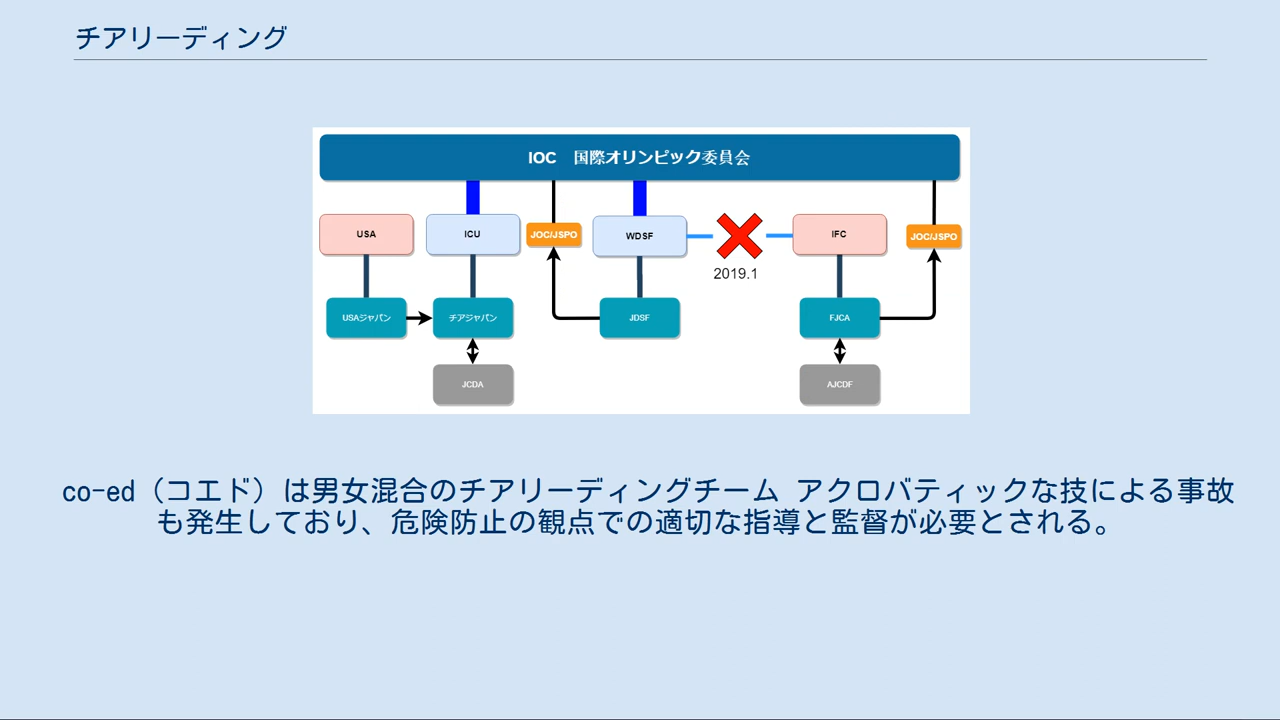 チアリーディング
IOC　国際オリンピック委員会
USA
ICU
JOC/JSPO
WDSF
IFC
JOC/JSPO
2019.1
USAジャパン
チアジャパン
JDSF
FJCA
JCDA
AJCDF
co-ed（コエド）は男女混合のチアリーディングチーム アクロバティックな技による事故
も発生しており、危険防止の観点での適切な指導と監督が必要とされる。